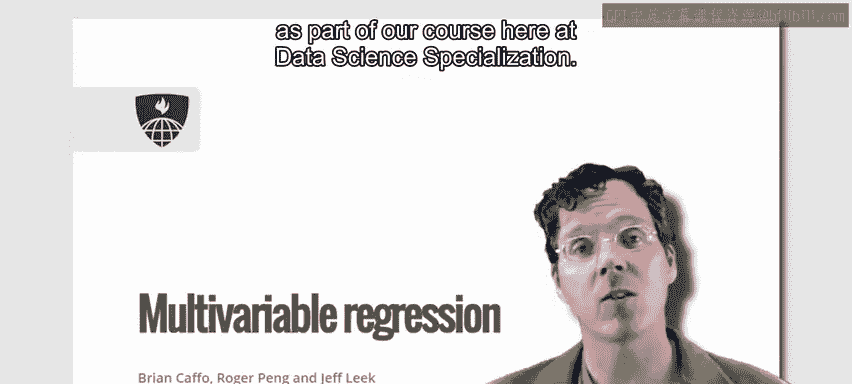 as part of our course here at
Data Science Specialization.
Multivariable regression
Brian Caffo, Roger Peng and Jeff Leek